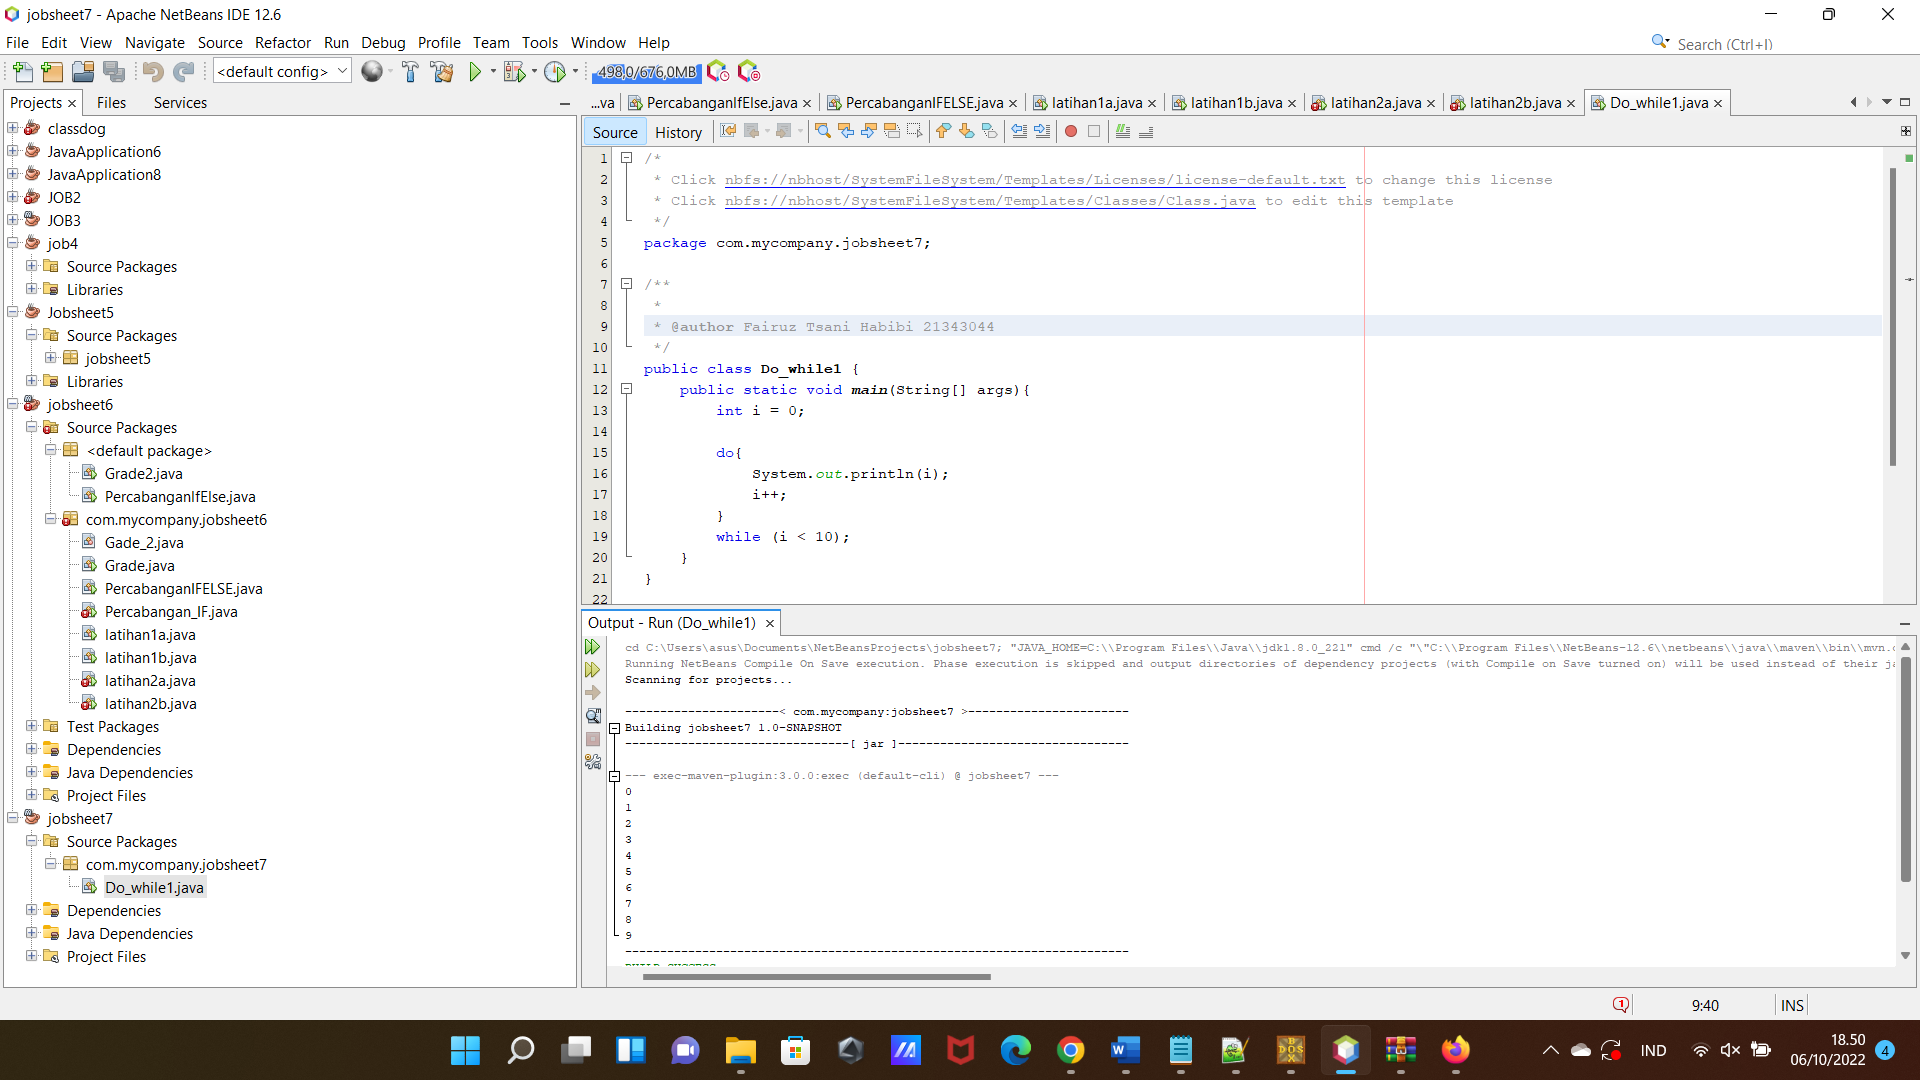 jobsheet7 - Apache NetBeans IDE 12.6
File Edit View Navigate Source Refactor Run Debug Profile Team Tools Window Help
Search (Ctrl+I)
<default config>
498,0/676,0MB
Projects Files Services
classdog
JavaApplication6
JavaApplication8
JOB2
JOB3
job4
Source Packages
Libraries
Jobsheet5
Source Packages
jobsheet5
Libraries
jobsheet6
Source Packages
<default package>
Grade2.java
PercabanganIfElse.java
com.mycompany.jobsheet6
Gade_2.java
Grade.java
PercabanganIFELSE.java
Percabangan_IF.java
latihan1a.java
latihan1b.java
latihan2a.java
latihan2b.java
Test Packages
Dependencies
Java Dependencies
Project Files
jobsheet7
Source Packages
com.mycompany.jobsheet7
Do_while1.java
Dependencies
Java Dependencies
Project Files
...va PercabanganIfElse.java PercabanganIFELSE.java latihan1a.java latihan1b.java latihan2a.java latihan2b.java Do_while1.java
Source History
1 /*
2 * Click nbfs://nbhost/SystemFileSystem/Templates/Licenses/license-default.txt to change this license
3 * Click nbfs://nbhost/SystemFileSystem/Templates/Classes/Class.java to edit this template
4 */
5 package com.mycompany.jobsheet7;
6
7 /**
8 *
9 * @author Fairuz Tsani Habibi 21343044
10 */
11 public class Do_while1 {
12 public static void main(String[] args){
13 int i = 0;
14
15 do{
16 System.out.println(i);
17 i++;
18 }
19 while (i < 10);
20 }
21 }
22
Output - Run (Do_while1)
cd C:\Users\asus\Documents\NetBeansProjects\jobsheet7; "JAVA_HOME=C:\\Program Files\\Java\\jdk1.8.0_221" cmd /c "\"C:\\Program Files\\NetBeans-12.6\\netbeans\\java\\maven\\bin\\mvn.c
Running NetBeans Compile On Save execution. Phase execution is skipped and output directories of dependency projects (with Compile on Save turned on) will be used instead of their ja
Scanning for projects...
----------------------< com.mycompany:jobsheet7 >-----------------------
Building jobsheet7 1.0-SNAPSHOT
--------------------------------[ jar ]---------------------------------
--- exec-maven-plugin:3.0.0:exec (default-cli) @ jobsheet7 ---
0
1
2
3
4
5
6
7
8
9
------------------------------------------------------------------------
BUILD SUCCESS
9:40 INS
IND
18.50
06/10/2022
4